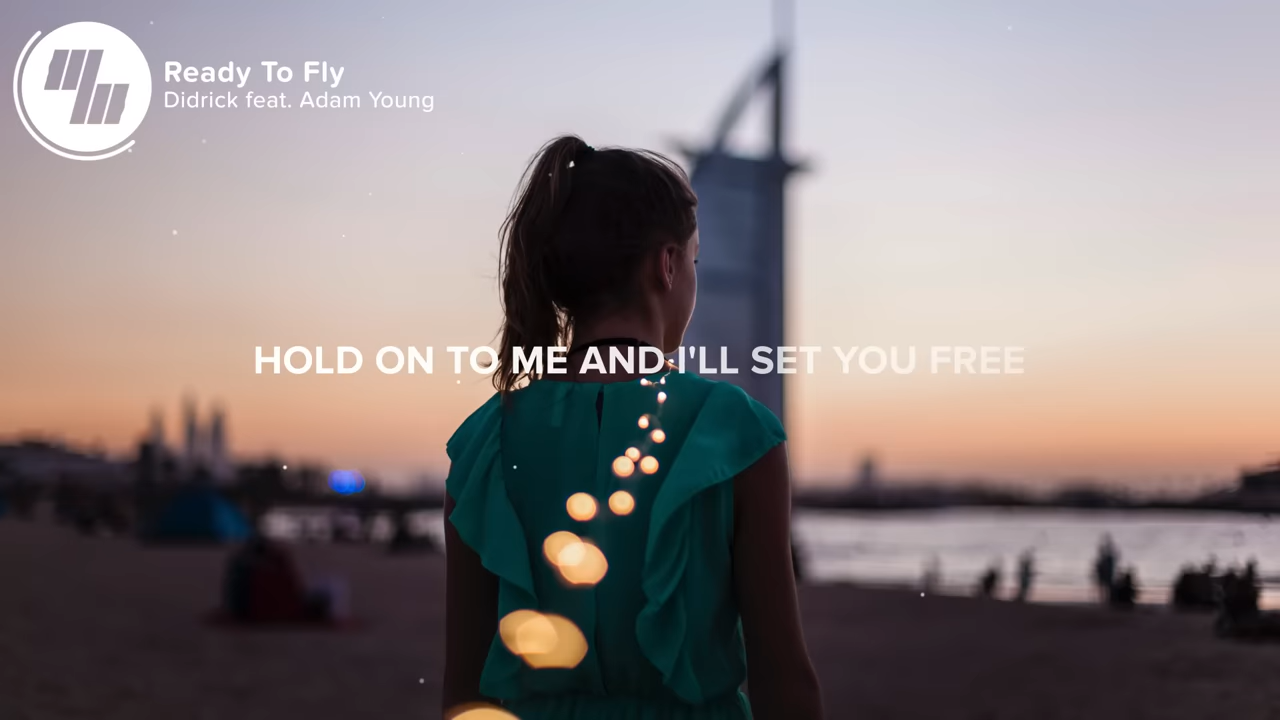 Ready To Fly
Didrick feat. Adam Young
HOLD ON TO ME AND I'LL SET YOU FREE